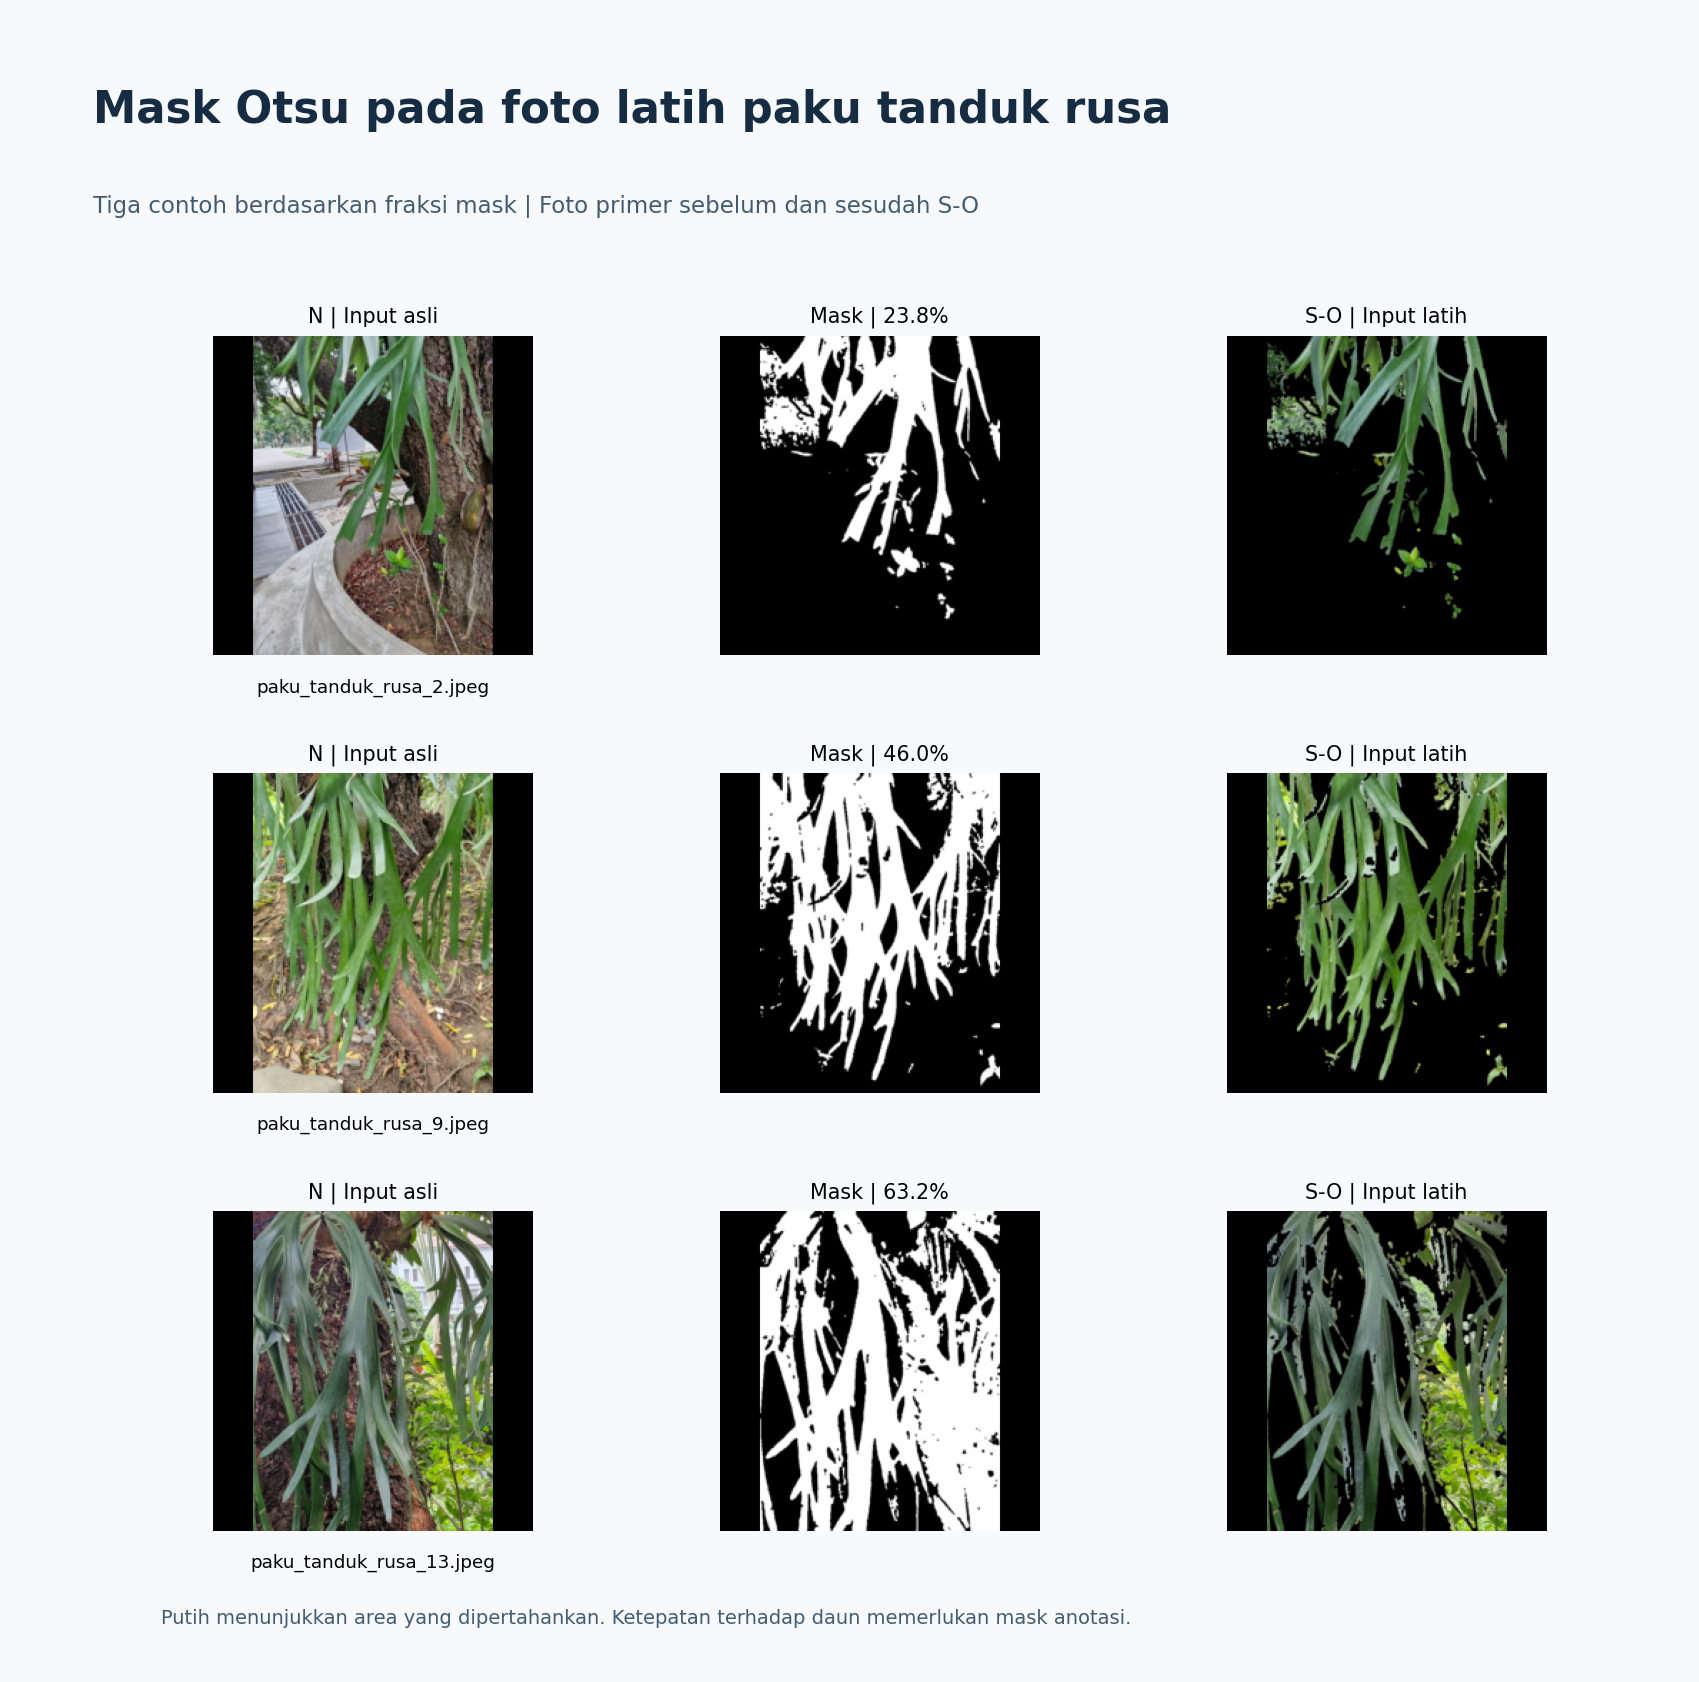 Mask Otsu pada foto latih paku tanduk rusa
Tiga contoh berdasarkan fraksi mask | Foto primer sebelum dan sesudah S-O
N | Input asli
Mask | 23.8%
S-O | Input latih
paku_tanduk_rusa_2.jpeg
N | Input asli
Mask | 46.0%
S-O | Input latih
paku_tanduk_rusa_9.jpeg
N | Input asli
Mask | 63.2%
S-O | Input latih
paku_tanduk_rusa_13.jpeg
Putih menunjukkan area yang dipertahankan. Ketepatan terhadap daun memerlukan mask anotasi.